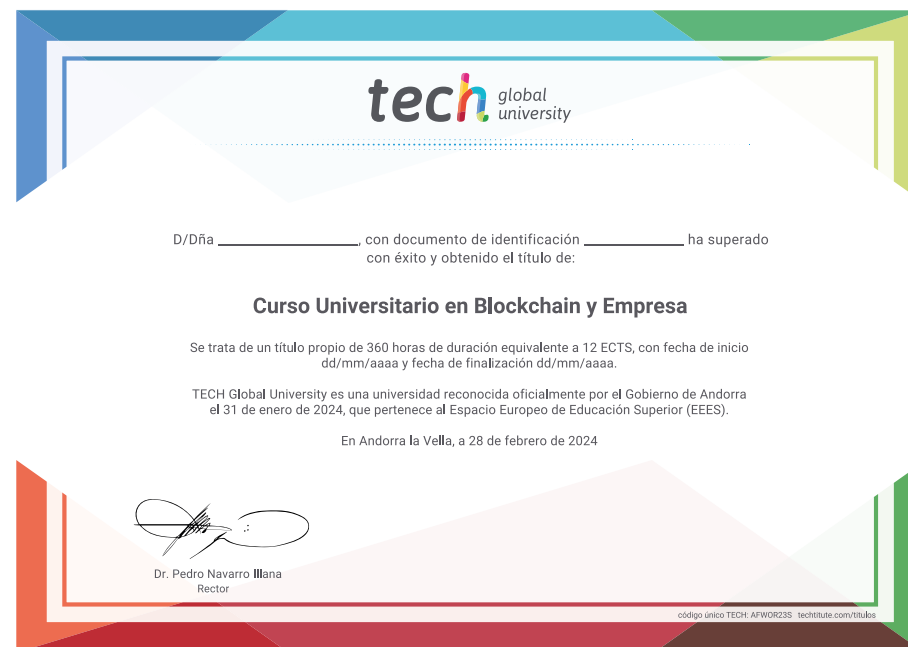 tech global
university
D/Dña ____________________, con documento de identificación ______________ ha superado
con éxito y obtenido el título de:
Curso Universitario en Blockchain y Empresa
Se trata de un título propio de 360 horas de duración equivalente a 12 ECTS, con fecha de inicio
dd/mm/aaaa y fecha de finalización dd/mm/aaaa.
TECH Global University es una universidad reconocida oficialmente por el Gobierno de Andorra
el 31 de enero de 2024, que pertenece al Espacio Europeo de Educación Superior (EEES).
En Andorra la Vella, a 28 de febrero de 2024
Dr. Pedro Navarro Illana
Rector
código único TECH: AFWOR23S techtitute.com/titulos